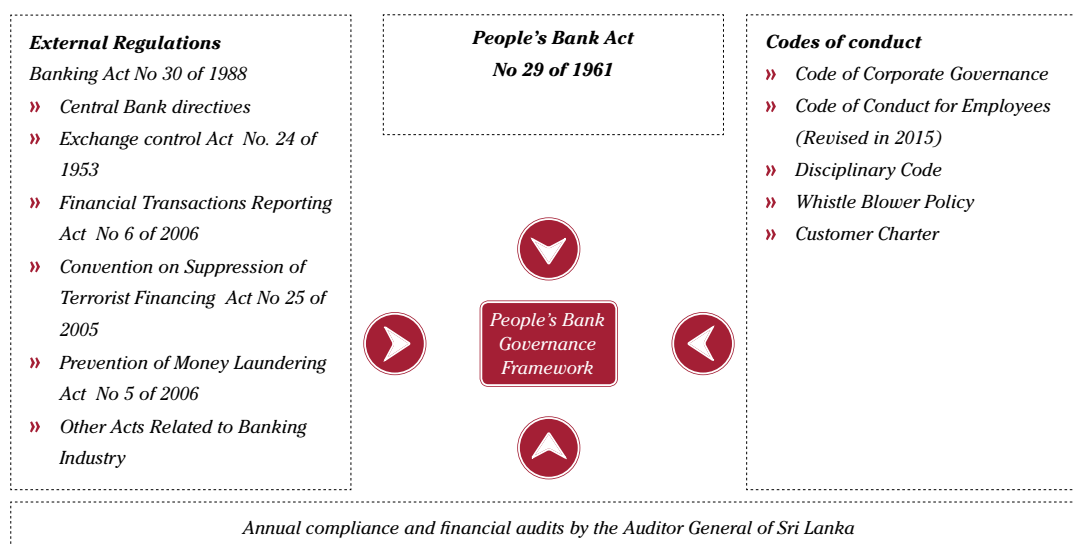 External Regulations
Banking Act No 30 of 1988
» Central Bank directives
» Exchange control Act No. 24 of
1953
» Financial Transactions Reporting
Act No 6 of 2006
» Convention on Suppression of
Terrorist Financing Act No 25 of
2005
» Prevention of Money Laundering
Act No 5 of 2006
» Other Acts Related to Banking
Industry
People's Bank Act
No 29 of 1961
People's Bank
Governance
Framework
Codes of conduct
» Code of Corporate Governance
» Code of Conduct for Employees
(Revised in 2015)
» Disciplinary Code
» Whistle Blower Policy
» Customer Charter
Annual compliance and financial audits by the Auditor General of Sri Lanka